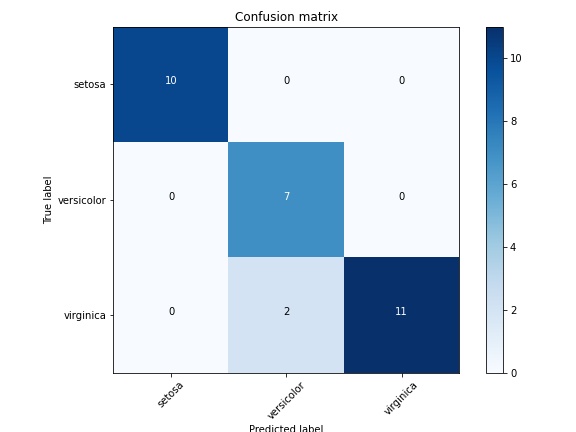 Confusion matrix
True label
setosa
10 0 0
versicolor
0 7 0
virginica
0 2 11
setosa
versicolor
virginica
Predicted label
10
8
6
4
2
0